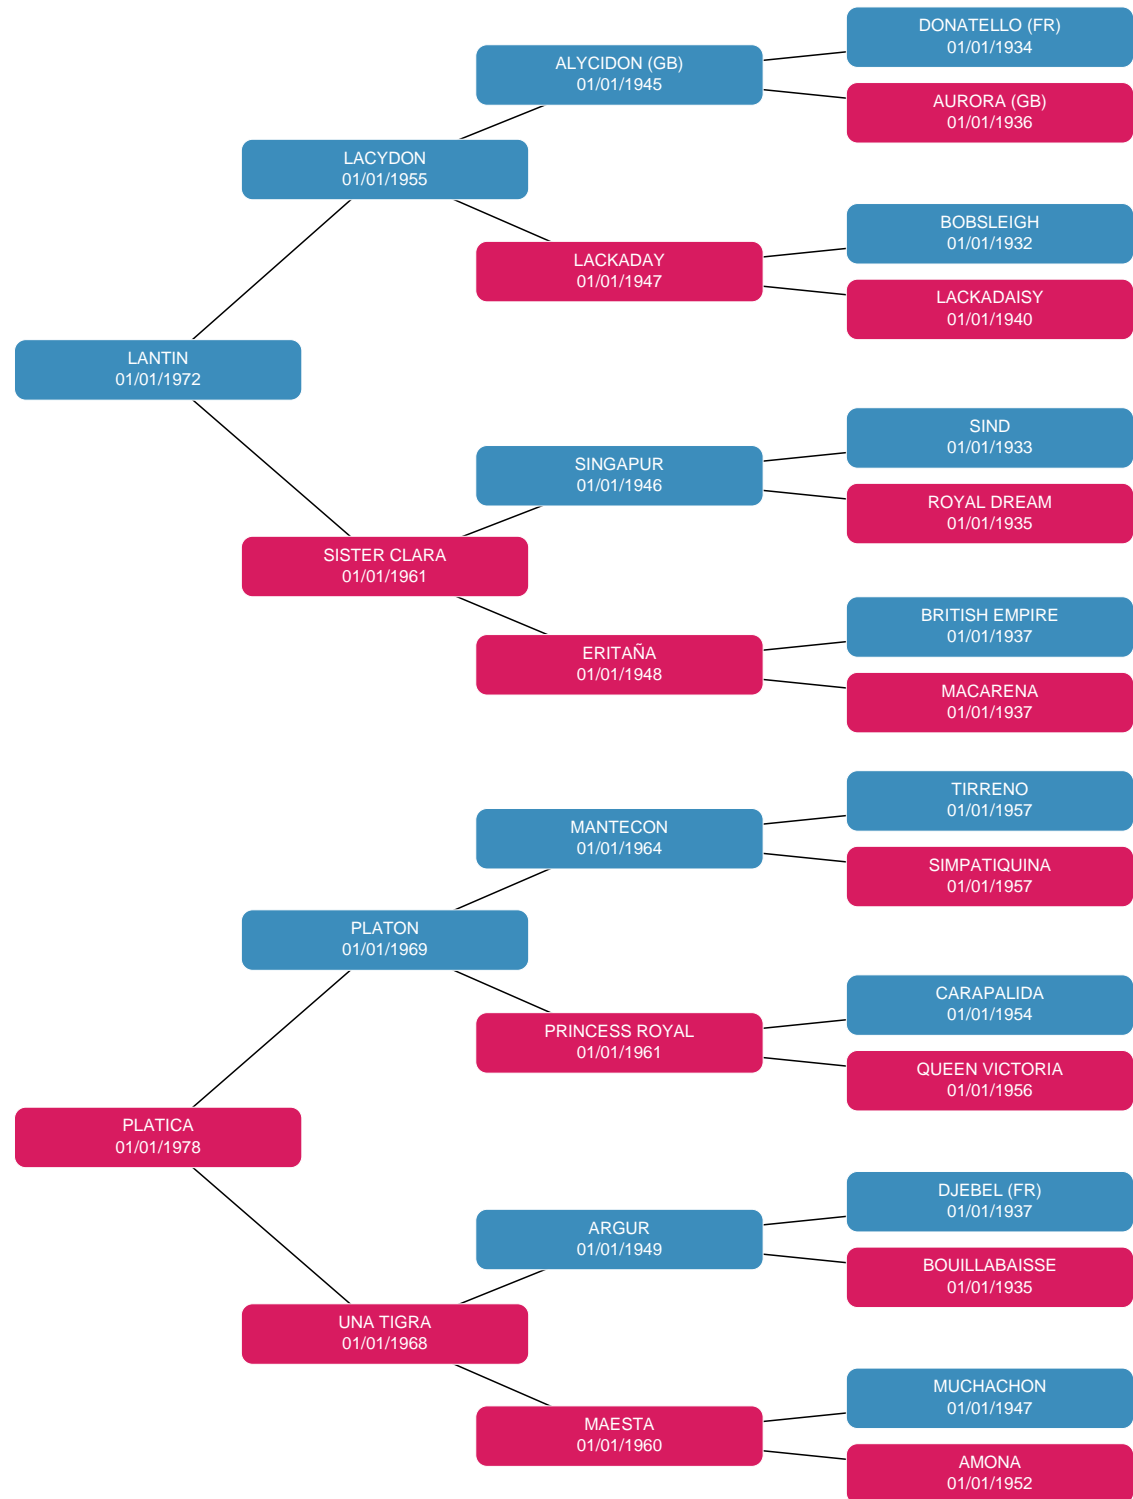 DONATELLO (FR)
01/01/1934
ALYCIDON (GB)
01/01/1945
AURORA (GB)
01/01/1936
LACYDON
01/01/1955
BOBSLEIGH
01/01/1932
LACKADAY
01/01/1947
LACKADAISY
01/01/1940
LANTIN
01/01/1972
SIND
01/01/1933
SINGAPUR
01/01/1946
ROYAL DREAM
01/01/1935
SISTER CLARA
01/01/1961
BRITISH EMPIRE
01/01/1937
ERITAÑA
01/01/1948
MACARENA
01/01/1937
TIRRENO
01/01/1957
MANTECON
01/01/1964
SIMPATIQUINA
01/01/1957
PLATON
01/01/1969
CARAPALIDA
01/01/1954
PRINCESS ROYAL
01/01/1961
QUEEN VICTORIA
01/01/1956
PLATICA
01/01/1978
DJEBEL (FR)
01/01/1937
ARGUR
01/01/1949
BOUILLABAISSE
01/01/1935
UNA TIGRA
01/01/1968
MUCHACHON
01/01/1947
MAESTA
01/01/1960
AMONA
01/01/1952